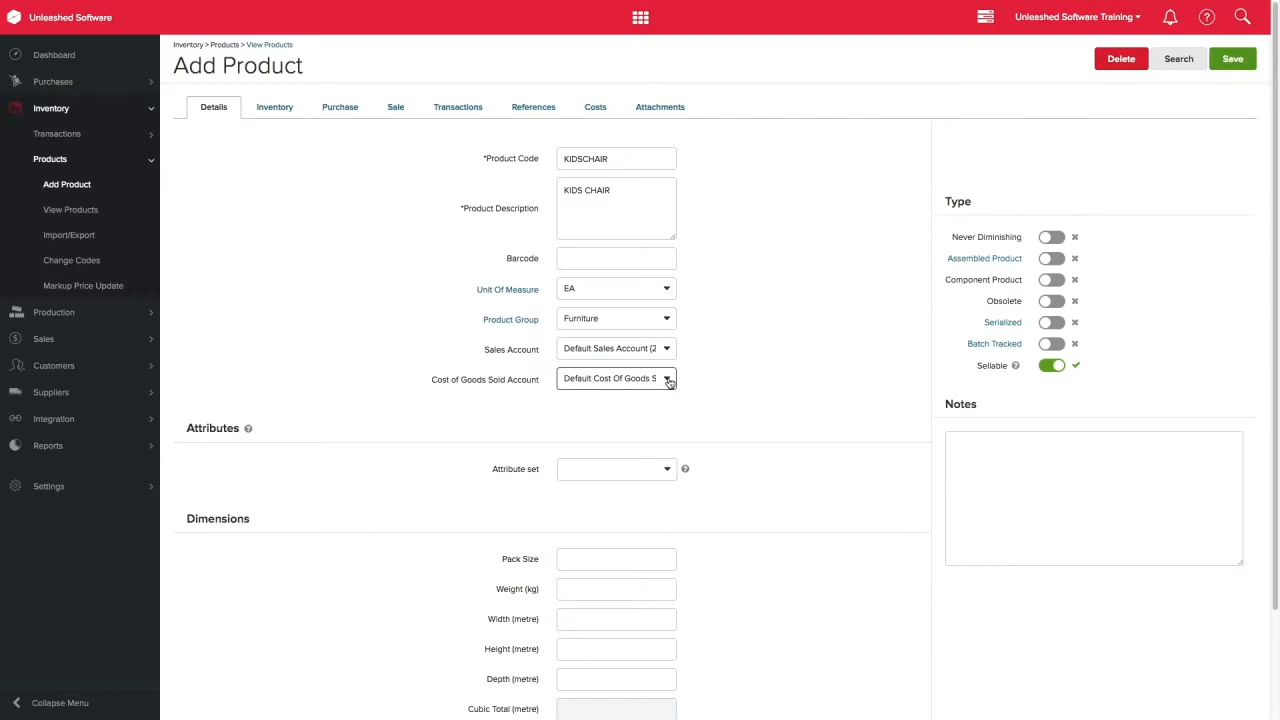 Unleashed Software
Unleashed Software Training
Dashboard
Purchases
Inventory
Transactions
Products
Add Product
View Products
Import/Export
Change Codes
Markup Price Update
Production
Sales
Customers
Suppliers
Integration
Reports
Settings
Collapse Menu
Inventory > Products > View Products
Add Product
Delete
Search
Save
Details
Inventory
Purchase
Sale
Transactions
References
Costs
Attachments
*Product Code KIDSCHAIR
*Product Description KIDS CHAIR
Barcode
Unit Of Measure EA
Product Group Furniture
Sales Account Default Sales Account (2
Cost of Goods Sold Account Default Cost Of Goods S
Attributes
Attribute set
Dimensions
Pack Size
Weight (kg)
Width (metre)
Height (metre)
Depth (metre)
Cubic Total (metre)
Type
Never Diminishing
Assembled Product
Component Product
Obsolete
Serialized
Batch Tracked
Sellable
Notes